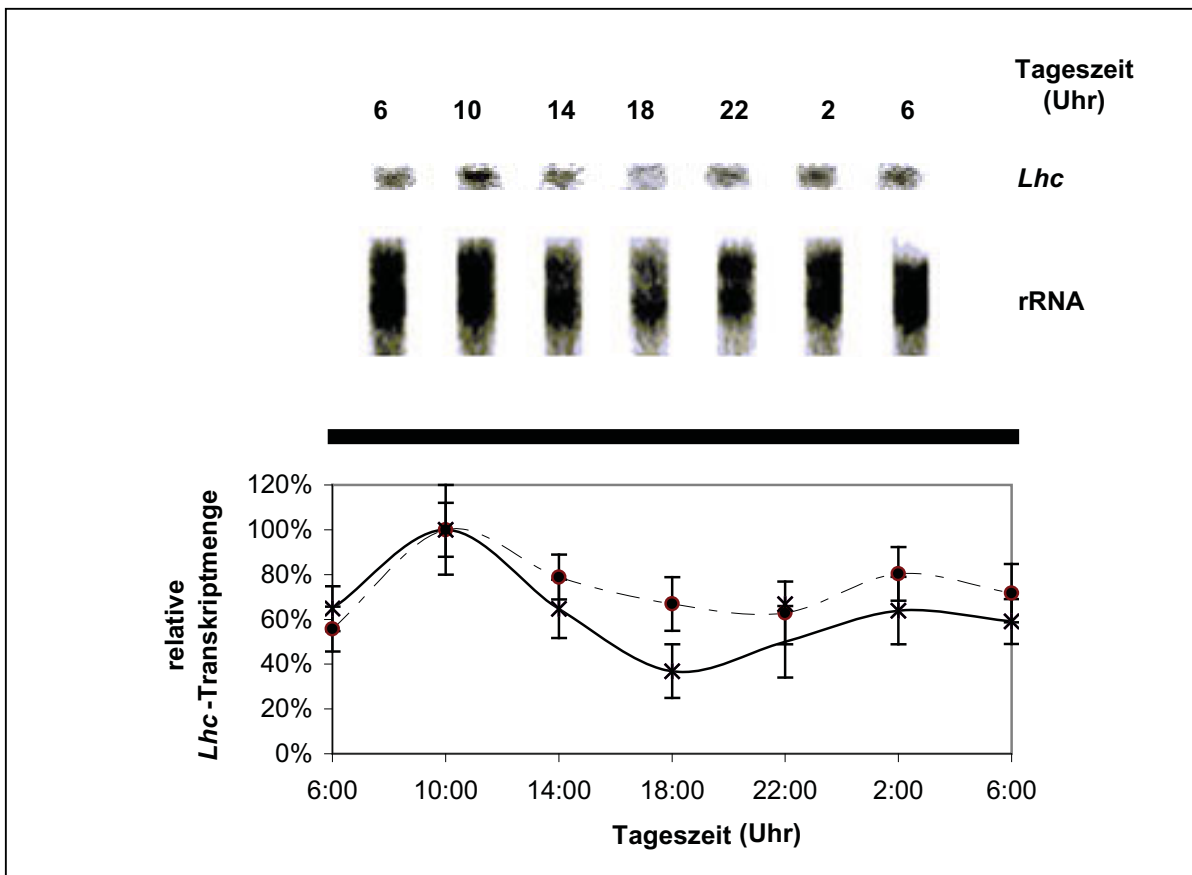 Tageszeit
(Uhr)
6 10 14 18 22 2 6
Lhc
rRNA
relative
Lhc-Transkriptmenge
120%
100%
80%
60%
40%
20%
0%
6:00 10:00 14:00 18:00 22:00 2:00 6:00
Tageszeit (Uhr)